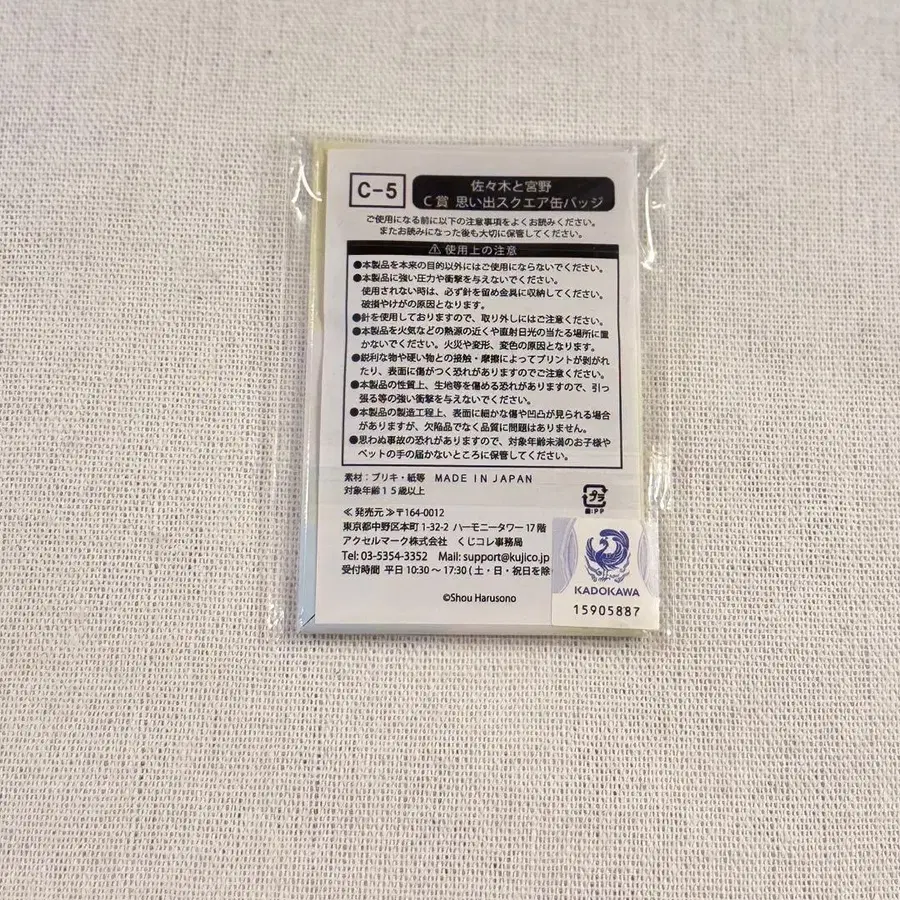 C-5
佐々木と宮野
C賞 思い出スクエア缶バッジ
ご使用になる前に以下の注意事項をよくお読みください。
またお読みになった後も大切に保管してください。
⚠ 使用上の注意
●本製品を本来の目的以外にはご使用にならないでください。
●本製品に強い圧力や衝撃を与えないでください。
使用されない時は、必ず針を留め金具に収納してください。
破損やけがの原因となります。
●針を使用しておりますので、取り外しにはご注意ください。
●本製品を火気などの熱源の近くや直射日光の当たる場所に置
かないでください。火災や変形、変色の原因となります。
●鋭利な物や硬い物との接触・摩擦によってプリントが剥がれ
たり、表面に傷がつく恐れがありますのでご注意ください。
●本製品の性質上、生地等を傷める恐れがありますので、引っ
張る等の強い衝撃を与えないでください。
●本製品の製造工程上、表面に細かな傷や凹凸が見られる場合
がありますが、欠陥品でなく品質に問題はありません。
●思わぬ事故の恐れがありますので、対象年齢未満のお子様や
ペットの手の届かないところに保管してください。
素材：ブリキ・紙等 MADE IN JAPAN
対象年齢１５歳以上
プラ
袋:PP
≪発売元≫〒164-0012
東京都中野区本町 1-32-2 ハーモニータワー 17 階
アクセルマーク株式会社 くじコレ事務局
Tel: 03-5354-3352 Mail: support@kujico.jp
受付時間 平日 10:30～17:30 ( 土・日・祝日を除
©Shou Harusono
KADOKAWA
15905887